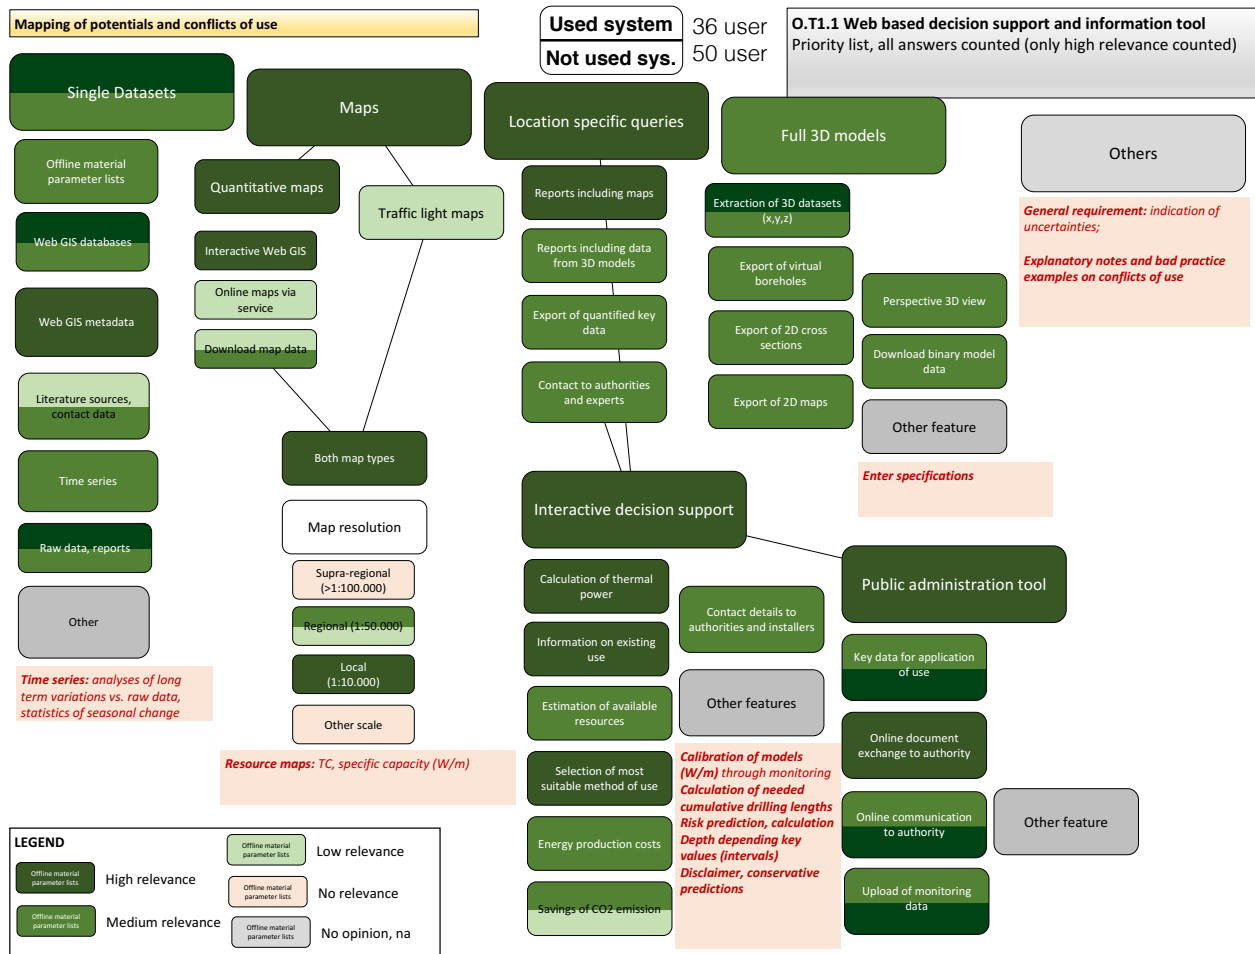 Mapping of potentials and conflicts of use
Used system
36 user
Not used sys.
50 user
O.T1.1 Web based decision support and information tool
Priority list, all answers counted (only high relevance counted)
Single Datasets
Offline material
parameter lists
Web GIS databases
Web GIS metadata
Literature sources,
contact data
Time series
Raw data, reports
Other
Time series: analyses of long
term variations vs. raw data,
statistics of seasonal change
Maps
Quantitative maps
Traffic light maps
Interactive Web GIS
Online maps via
service
Download map data
Both map types
Map resolution
Supra-regional
(>1:100.000)
Regional (1:50.000)
Local
(1:10.000)
Other scale
Resource maps: TC, specific capacity (W/m)
Location specific queries
Reports including maps
Reports including data
from 3D models
Export of quantified key
data
Contact to authorities
and experts
Interactive decision support
Calculation of thermal
power
Information on existing
use
Estimation of available
resources
Selection of most
suitable method of use
Energy production costs
Savings of CO2 emission
Contact details to
authorities and installers
Other features
Calibration of models
(W/m) through monitoring
Calculation of needed
cumulative drilling lengths
Risk prediction, calculation
Depth depending key
values (intervals)
Disclaimer, conservative
predictions
Full 3D models
Extraction of 3D datasets
(x,y,z)
Export of virtual
boreholes
Export of 2D cross
sections
Export of 2D maps
Perspective 3D view
Download binary model
data
Other feature
Enter specifications
Public administration tool
Key data for application
of use
Online document
exchange to authority
Online communication
to authority
Upload of monitoring
data
Other feature
Others
General requirement: indication of
uncertainties;
Explanatory notes and bad practice
examples on conflicts of use
LEGEND
Offline material
parameter lists
High relevance
Offline material
parameter lists
Medium relevance
Offline material
parameter lists
Low relevance
Offline material
parameter lists
No relevance
Offline material
parameter lists
No opinion, na